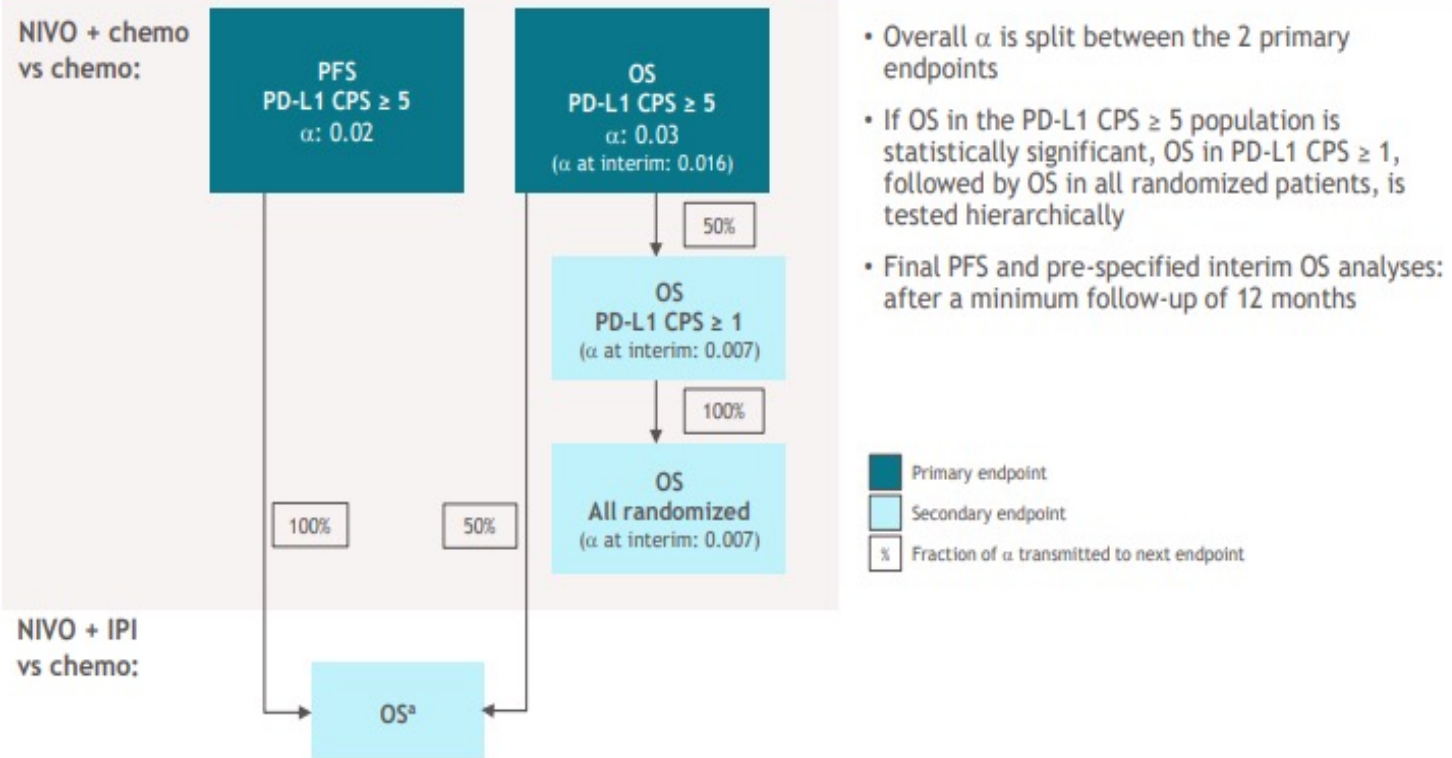 NIVO + chemo
vs chemo:
PFS
PD-L1 CPS ≥ 5
α: 0.02
OS
PD-L1 CPS ≥ 5
α: 0.03
(α at interim: 0.016)
50%
OS
PD-L1 CPS ≥ 1
(α at interim: 0.007)
100%
OS
All randomized
(α at interim: 0.007)
100%
50%
NIVO + IPI
vs chemo:
OSª
• Overall α is split between the 2 primary
endpoints
• If OS in the PD-L1 CPS ≥ 5 population is
statistically significant, OS in PD-L1 CPS ≥ 1,
followed by OS in all randomized patients, is
tested hierarchically
• Final PFS and pre-specified interim OS analyses:
after a minimum follow-up of 12 months
Primary endpoint
Secondary endpoint
% Fraction of α transmitted to next endpoint